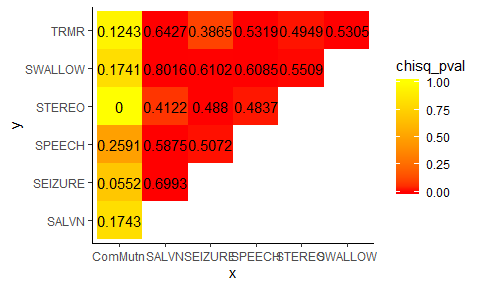 TRMR 0.1243 0.6427 0.3865 0.5319 0.4949 0.5305
SWALLOW 0.1741 0.8016 0.6102 0.6085 0.5509
STEREO 0 0.4122 0.488 0.4837
SPEECH 0.2591 0.5875 0.5072
SEIZURE 0.0552 0.6993
SALVN 0.1743
ComMutn SALVN SEIZURE SPEECH STEREO SWALLOW
x
y
chisq_pval
1.00
0.75
0.50
0.25
0.00